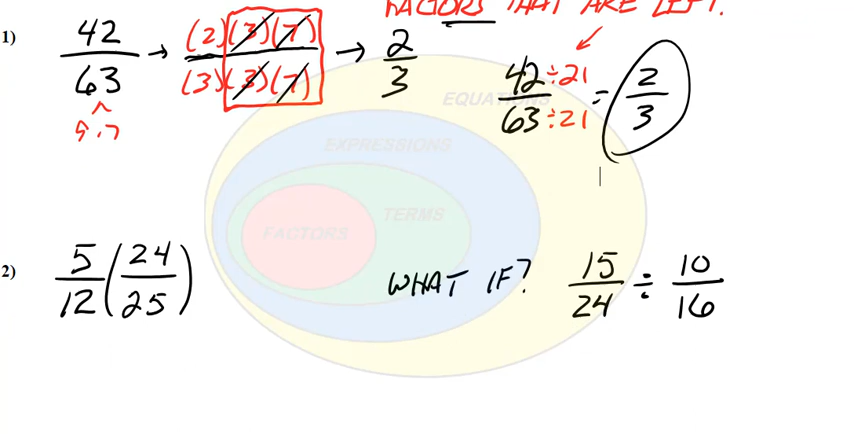 FACTORS THAT ARE LEFT.
1) 42/63 → (2)(3)(7)/(3)(3)(7) → 2/3
9·7
42÷21/63÷21 = 2/3
EQUATIONS
EXPRESSIONS
TERMS
FACTORS
2) 5/12(24/25) WHAT IF? 15/24 ÷ 10/16